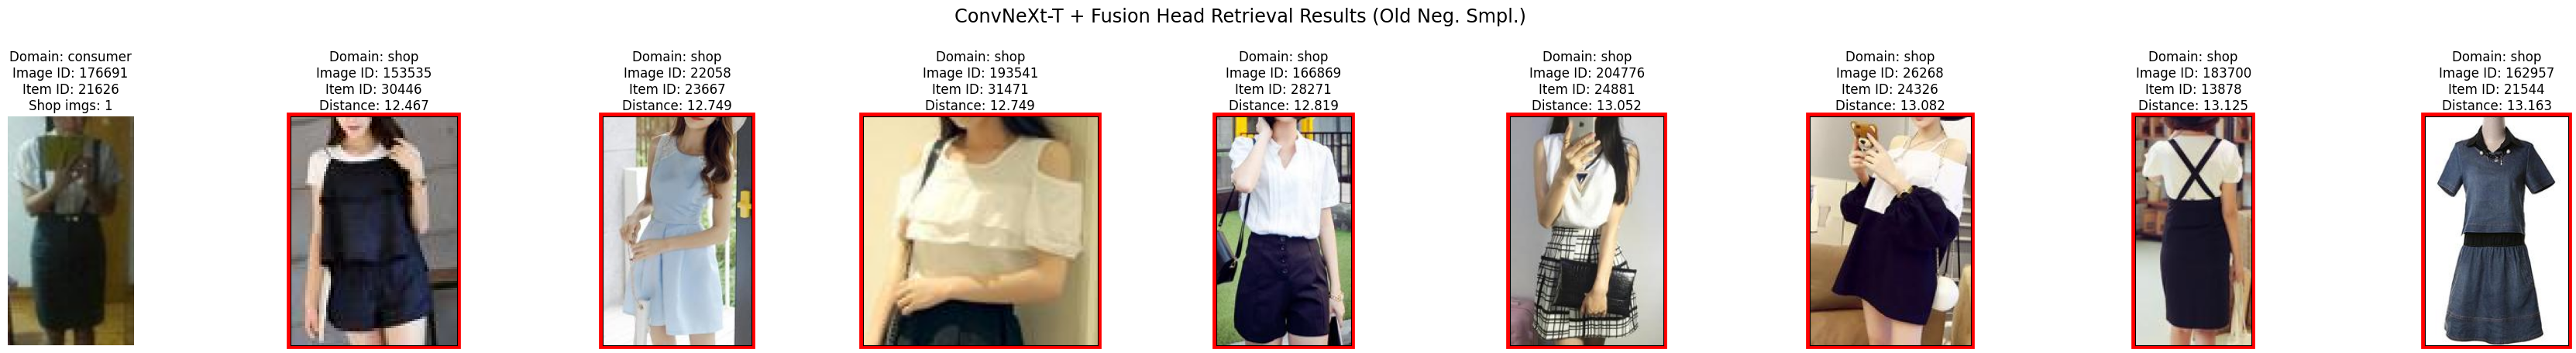 ConvNeXt-T + Fusion Head Retrieval Results (Old Neg. Smpl.)
Domain: consumer
Image ID: 176691
Item ID: 21626
Shop imgs: 1
Domain: shop
Image ID: 153535
Item ID: 30446
Distance: 12.467
Domain: shop
Image ID: 22058
Item ID: 23667
Distance: 12.749
Domain: shop
Image ID: 193541
Item ID: 31471
Distance: 12.749
Domain: shop
Image ID: 166869
Item ID: 28271
Distance: 12.819
Domain: shop
Image ID: 204776
Item ID: 24881
Distance: 13.052
Domain: shop
Image ID: 26268
Item ID: 24326
Distance: 13.082
Domain: shop
Image ID: 183700
Item ID: 13878
Distance: 13.125
Domain: shop
Image ID: 162957
Item ID: 21544
Distance: 13.163